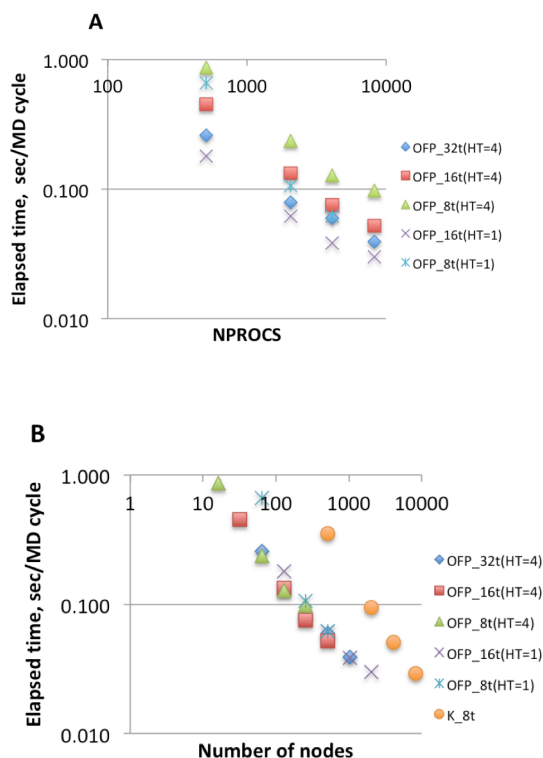 A
1.000
100
1000
10000
0.100
0.010
Elapsed time, sec/MD cycle
NPROCS
OFP_32t(HT=4)
OFP_16t(HT=4)
OFP_8t(HT=4)
OFP_16t(HT=1)
OFP_8t(HT=1)
B
1.000
1
10
100
1000
10000
0.100
0.010
Elapsed time, sec/MD cycle
Number of nodes
OFP_32t(HT=4)
OFP_16t(HT=4)
OFP_8t(HT=4)
OFP_16t(HT=1)
OFP_8t(HT=1)
K_8t